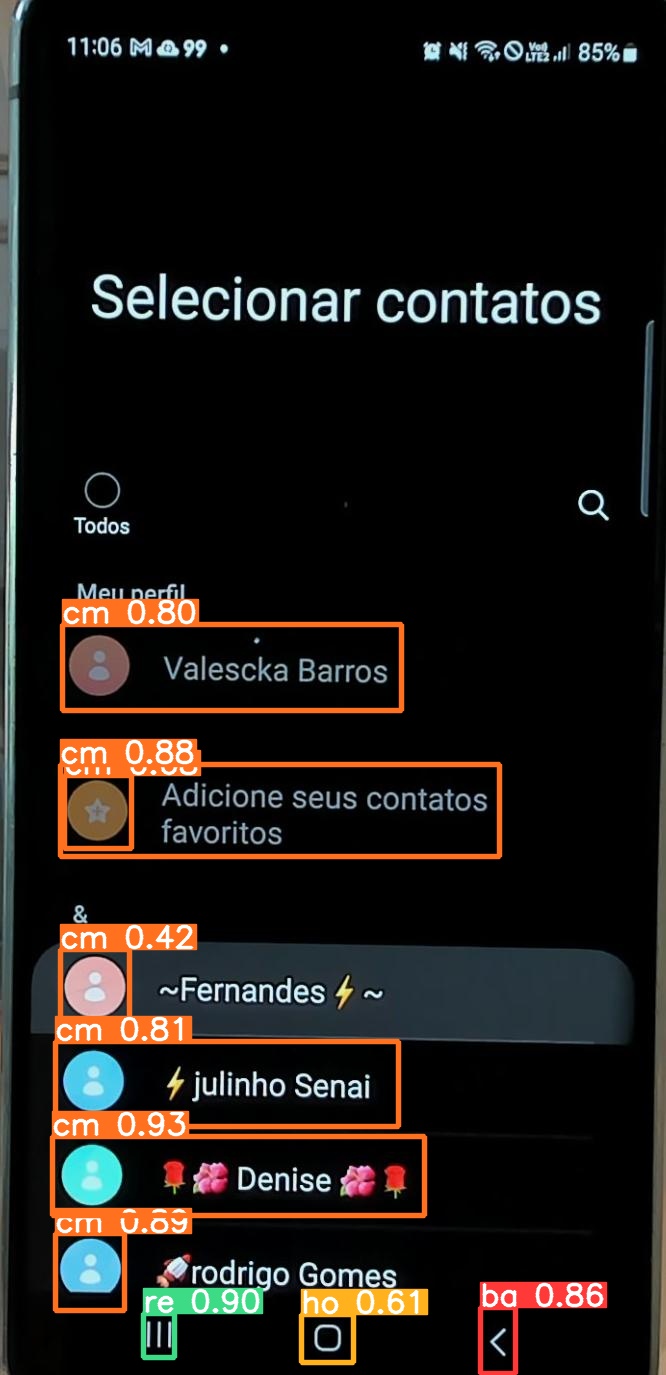 11:06 99 85%
Selecionar contatos
Todos
Meu perfil
cm 0.80
Valescka Barros
cm 0.88
Adicione seus contatos
favoritos
&
cm 0.42
~Fernandes⚡~
cm 0.81
⚡julinho Senai
cm 0.93
🌹🌺 Denise 🌺🌹
cm 0.89
🚀rodrigo Gomes
re 0.90 ho 0.61 ba 0.86